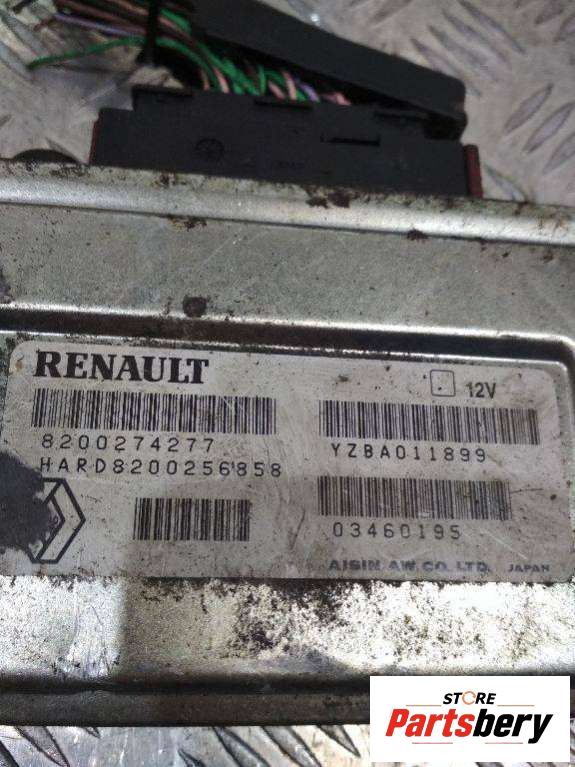 RENAULT
12V
8200274277
YZBA011899
HARD8200256858
03460195
AISIN AW CO., LTD. JAPAN
STORE
Partsbery